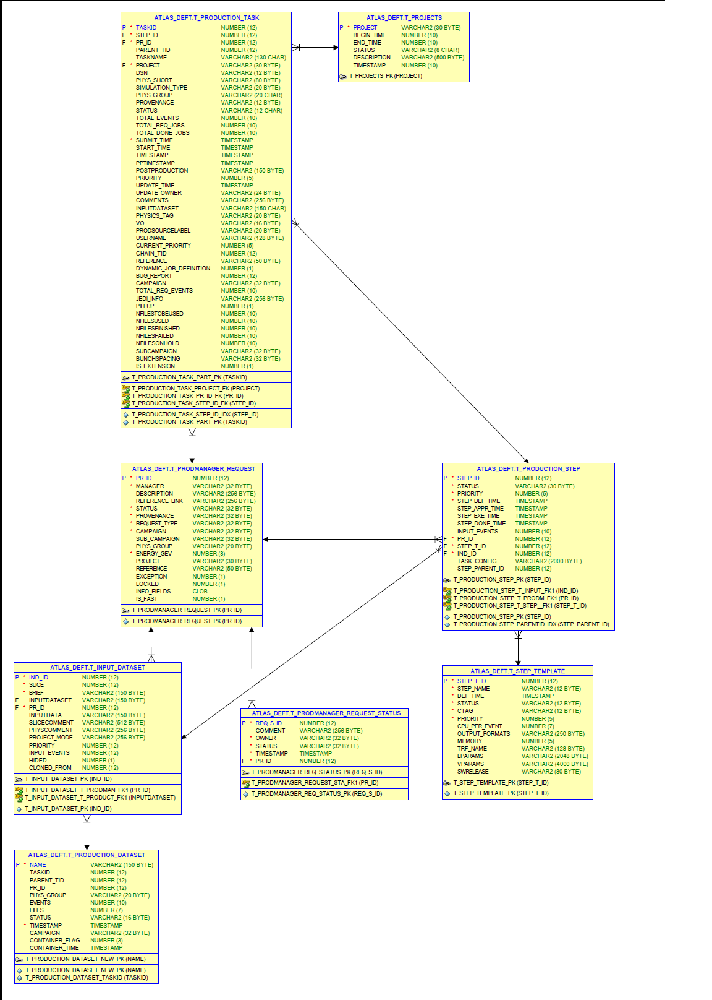 ATLAS_DEFT.T_PRODUCTION_TASK
P * TASKID NUMBER (12)
F * STEP_ID NUMBER (12)
F * PR_ID NUMBER (12)
PARENT_TID NUMBER (12)
TASKNAME VARCHAR2 (130 CHAR)
F * PROJECT VARCHAR2 (30 BYTE)
DSN VARCHAR2 (12 BYTE)
PHYS_SHORT VARCHAR2 (80 BYTE)
SIMULATION_TYPE VARCHAR2 (20 BYTE)
PHYS_GROUP VARCHAR2 (20 CHAR)
PROVENANCE VARCHAR2 (12 BYTE)
STATUS VARCHAR2 (12 CHAR)
TOTAL_EVENTS NUMBER (10)
TOTAL_REQ_JOBS NUMBER (10)
TOTAL_DONE_JOBS NUMBER (10)
* SUBMIT_TIME TIMESTAMP
START_TIME TIMESTAMP
TIMESTAMP TIMESTAMP
PPTIMESTAMP TIMESTAMP
POSTPRODUCTION VARCHAR2 (150 BYTE)
PRIORITY NUMBER (5)
UPDATE_TIME TIMESTAMP
UPDATE_OWNER VARCHAR2 (24 BYTE)
COMMENTS VARCHAR2 (256 BYTE)
INPUTDATASET VARCHAR2 (150 CHAR)
PHYSICS_TAG VARCHAR2 (20 BYTE)
VO VARCHAR2 (16 BYTE)
PRODSOURCELABEL VARCHAR2 (20 BYTE)
USERNAME VARCHAR2 (128 BYTE)
CURRENT_PRIORITY NUMBER (5)
CHAIN_TID NUMBER (12)
REFERENCE VARCHAR2 (50 BYTE)
DYNAMIC_JOB_DEFINITION NUMBER (1)
BUG_REPORT NUMBER (12)
CAMPAIGN VARCHAR2 (32 BYTE)
TOTAL_REQ_EVENTS NUMBER (10)
JEDI_INFO VARCHAR2 (256 BYTE)
PILEUP NUMBER (1)
NFILESTOBEUSED NUMBER (10)
NFILESUSED NUMBER (10)
NFILESFINISHED NUMBER (10)
NFILESFAILED NUMBER (10)
NFILESONHOLD NUMBER (10)
SUBCAMPAIGN VARCHAR2 (32 BYTE)
BUNCHSPACING VARCHAR2 (32 BYTE)
IS_EXTENSION NUMBER (1)
T_PRODUCTION_TASK_PART_PK (TASKID)
T_PRODUCTION_TASK_PROJECT_FK (PROJECT)
T_PRODUCTION_TASK_PR_ID_FK (PR_ID)
T_PRODUCTION_TASK_STEP_ID_FK (STEP_ID)
T_PRODUCTION_TASK_STEP_ID_IDX (STEP_ID)
T_PRODUCTION_TASK_PART_PK (TASKID)
ATLAS_DEFT.T_PROJECTS
P * PROJECT VARCHAR2 (30 BYTE)
BEGIN_TIME NUMBER (10)
END_TIME NUMBER (10)
STATUS VARCHAR2 (8 CHAR)
DESCRIPTION VARCHAR2 (500 BYTE)
TIMESTAMP NUMBER (10)
T_PROJECTS_PK (PROJECT)
ATLAS_DEFT.T_PRODMANAGER_REQUEST
P * PR_ID NUMBER (12)
* MANAGER VARCHAR2 (32 BYTE)
DESCRIPTION VARCHAR2 (256 BYTE)
REFERENCE_LINK VARCHAR2 (256 BYTE)
* STATUS VARCHAR2 (32 BYTE)
* PROVENANCE VARCHAR2 (32 BYTE)
* REQUEST_TYPE VARCHAR2 (32 BYTE)
* CAMPAIGN VARCHAR2 (32 BYTE)
SUB_CAMPAIGN VARCHAR2 (32 BYTE)
PHYS_GROUP VARCHAR2 (20 BYTE)
* ENERGY_GEV NUMBER (8)
PROJECT VARCHAR2 (30 BYTE)
REFERENCE VARCHAR2 (50 BYTE)
EXCEPTION NUMBER (1)
LOCKED NUMBER (1)
INFO_FIELDS CLOB
IS_FAST NUMBER (1)
T_PRODMANAGER_REQUEST_PK (PR_ID)
T_PRODMANAGER_REQUEST_PK (PR_ID)
ATLAS_DEFT.T_PRODUCTION_STEP
P * STEP_ID NUMBER (12)
* STATUS VARCHAR2 (30 BYTE)
* PRIORITY NUMBER (5)
* STEP_DEF_TIME TIMESTAMP
STEP_APPR_TIME TIMESTAMP
STEP_EXE_TIME TIMESTAMP
STEP_DONE_TIME TIMESTAMP
INPUT_EVENTS NUMBER (10)
F * PR_ID NUMBER (12)
F * STEP_T_ID NUMBER (12)
F * IND_ID NUMBER (12)
TASK_CONFIG VARCHAR2 (2000 BYTE)
STEP_PARENT_ID NUMBER (12)
T_PRODUCTION_STEP_PK (STEP_ID)
T_PRODUCTION_STEP_T_INPUT_FK1 (IND_ID)
T_PRODUCTION_STEP_T_PRODM_FK1 (PR_ID)
T_PRODUCTION_STEP_T_STEP__FK1 (STEP_T_ID)
T_PRODUCTION_STEP_PK (STEP_ID)
T_PRODUCTION_STEP_PARENTID_IDX (STEP_PARENT_ID)
ATLAS_DEFT.T_INPUT_DATASET
P * IND_ID NUMBER (12)
* SLICE NUMBER (12)
* BRIEF VARCHAR2 (150 BYTE)
F INPUTDATASET VARCHAR2 (150 BYTE)
F * PR_ID NUMBER (12)
INPUTDATA VARCHAR2 (150 BYTE)
SLICECOMMENT VARCHAR2 (512 BYTE)
PHYSCOMMENT VARCHAR2 (256 BYTE)
PROJECT_MODE VARCHAR2 (256 BYTE)
PRIORITY NUMBER (12)
INPUT_EVENTS NUMBER (12)
HIDED NUMBER (1)
CLONED_FROM NUMBER (12)
T_INPUT_DATASET_PK (IND_ID)
T_INPUT_DATASET_T_PRODMAN_FK1 (PR_ID)
T_INPUT_DATASET_T_PRODUCT_FK1 (INPUTDATASET)
T_INPUT_DATASET_PK (IND_ID)
ATLAS_DEFT.T_PRODMANAGER_REQUEST_STATUS
P * REQ_S_ID NUMBER (12)
COMMENT VARCHAR2 (256 BYTE)
* OWNER VARCHAR2 (32 BYTE)
* STATUS VARCHAR2 (32 BYTE)
* TIMESTAMP TIMESTAMP
F * PR_ID NUMBER (12)
T_PRODMANAGER_REQ_STATUS_PK (REQ_S_ID)
T_PRODMANAGER_REQUEST_STA_FK1 (PR_ID)
T_PRODMANAGER_REQ_STATUS_PK (REQ_S_ID)
ATLAS_DEFT.T_STEP_TEMPLATE
P * STEP_T_ID NUMBER (12)
* STEP_NAME VARCHAR2 (12 BYTE)
* DEF_TIME TIMESTAMP
* STATUS VARCHAR2 (12 BYTE)
* CTAG VARCHAR2 (12 BYTE)
* PRIORITY NUMBER (5)
CPU_PER_EVENT NUMBER (7)
OUTPUT_FORMATS VARCHAR2 (250 BYTE)
MEMORY NUMBER (5)
TRF_NAME VARCHAR2 (128 BYTE)
LPARAMS VARCHAR2 (2048 BYTE)
VPARAMS VARCHAR2 (4000 BYTE)
SWRELEASE VARCHAR2 (80 BYTE)
T_STEP_TEMPLATE_PK (STEP_T_ID)
T_STEP_TEMPLATE_PK (STEP_T_ID)
ATLAS_DEFT.T_PRODUCTION_DATASET
P * NAME VARCHAR2 (150 BYTE)
TASKID NUMBER (12)
PARENT_TID NUMBER (12)
PR_ID NUMBER (12)
PHYS_GROUP VARCHAR2 (20 BYTE)
EVENTS NUMBER (10)
FILES NUMBER (7)
STATUS VARCHAR2 (16 BYTE)
* TIMESTAMP TIMESTAMP
CAMPAIGN VARCHAR2 (32 BYTE)
CONTAINER_FLAG NUMBER (3)
CONTAINER_TIME TIMESTAMP
T_PRODUCTION_DATASET_NEW_PK (NAME)
T_PRODUCTION_DATASET_NEW_PK (NAME)
T_PRODUCTION_DATASET_TASKID (TASKID)